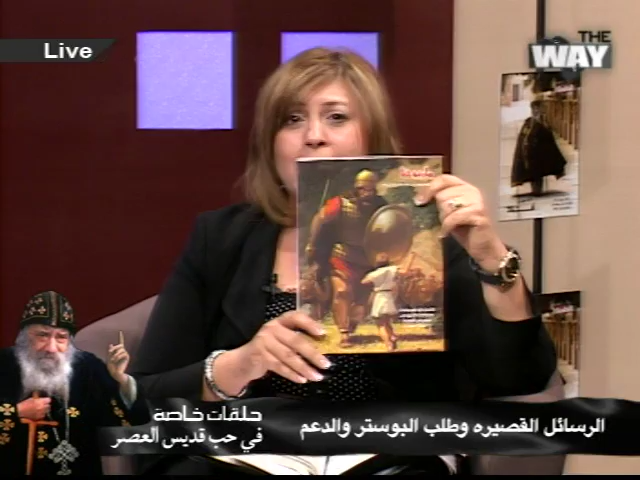 Live
THE
WAY
حلقات خاصة
في حب قديس العصر
الرسائل القصيره وطلب البوستر والدعم